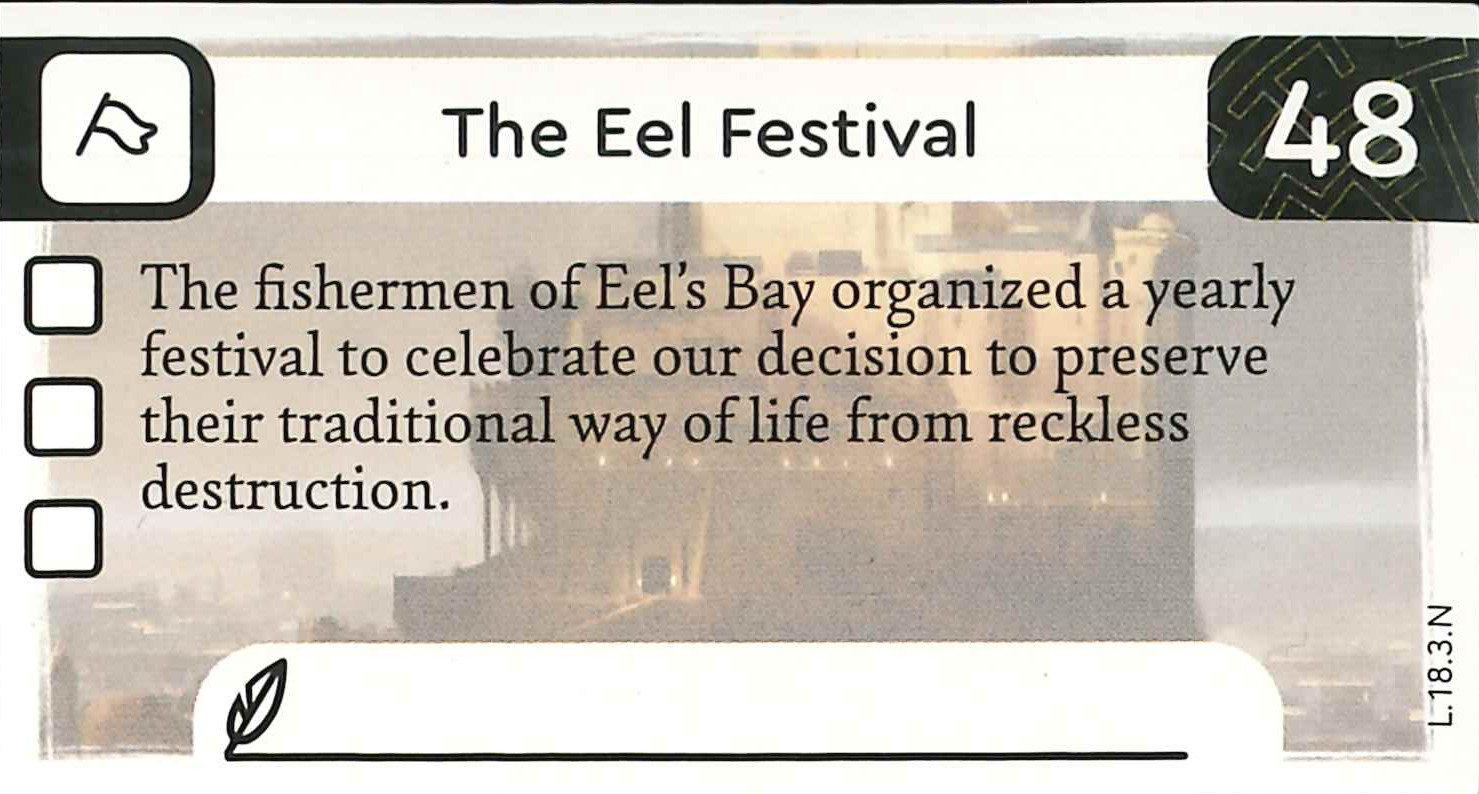 The Eel Festival
48
The fishermen of Eel's Bay organized a yearly
festival to celebrate our decision to preserve
their traditional way of life from reckless
destruction.
L.18.3.N